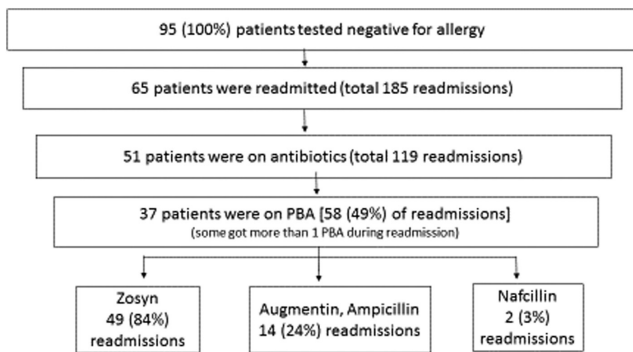 95 (100%) patients tested negative for allergy
65 patients were readmitted (total 185 readmissions)
51 patients were on antibiotics (total 119 readmissions)
37 patients were on PBA [58 (49%) of readmissions]
(some got more than 1 PBA during readmission)
Zosyn
49 (84%)
readmissions
Augmentin, Ampicillin
14 (24%) readmissions
Nafcillin
2 (3%)
readmissions